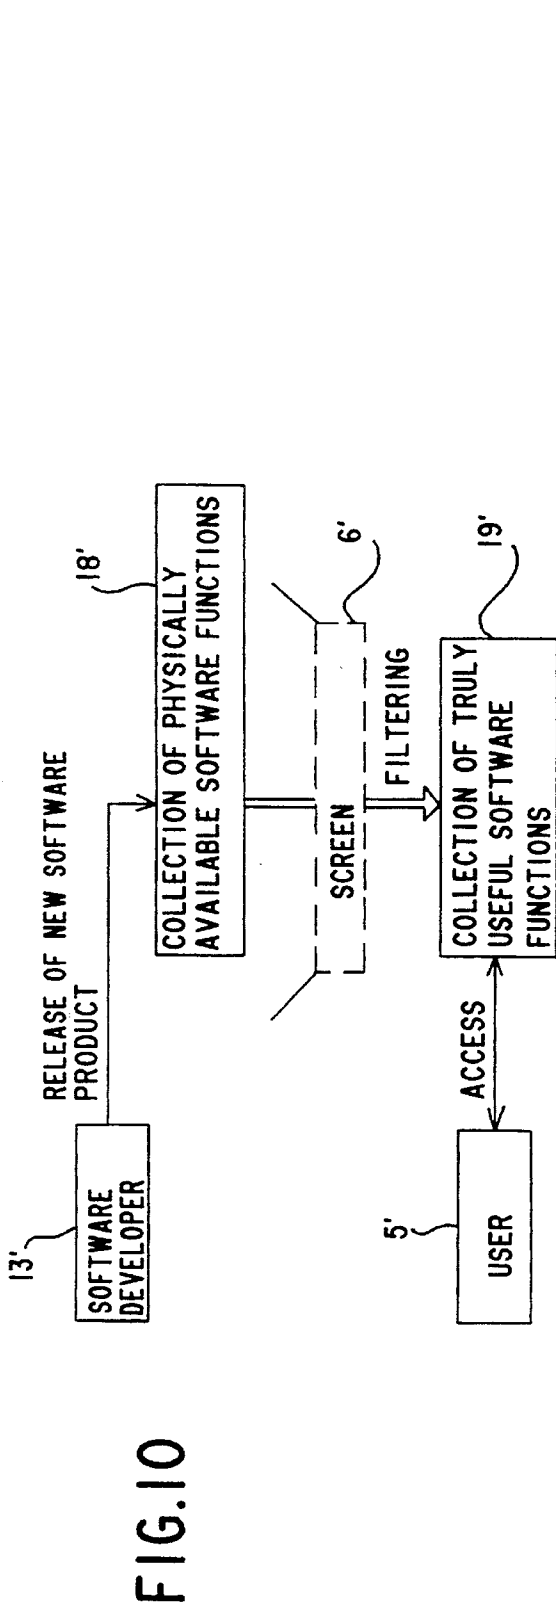 13'
SOFTWARE
DEVELOPER
RELEASE OF NEW SOFTWARE
PRODUCT
18'
COLLECTION OF PHYSICALLY
AVAILABLE SOFTWARE FUNCTIONS
SCREEN
6'
FILTERING
5'
USER
ACCESS
19'
COLLECTION OF TRULY
USEFUL SOFTWARE
FUNCTIONS
FIG.10